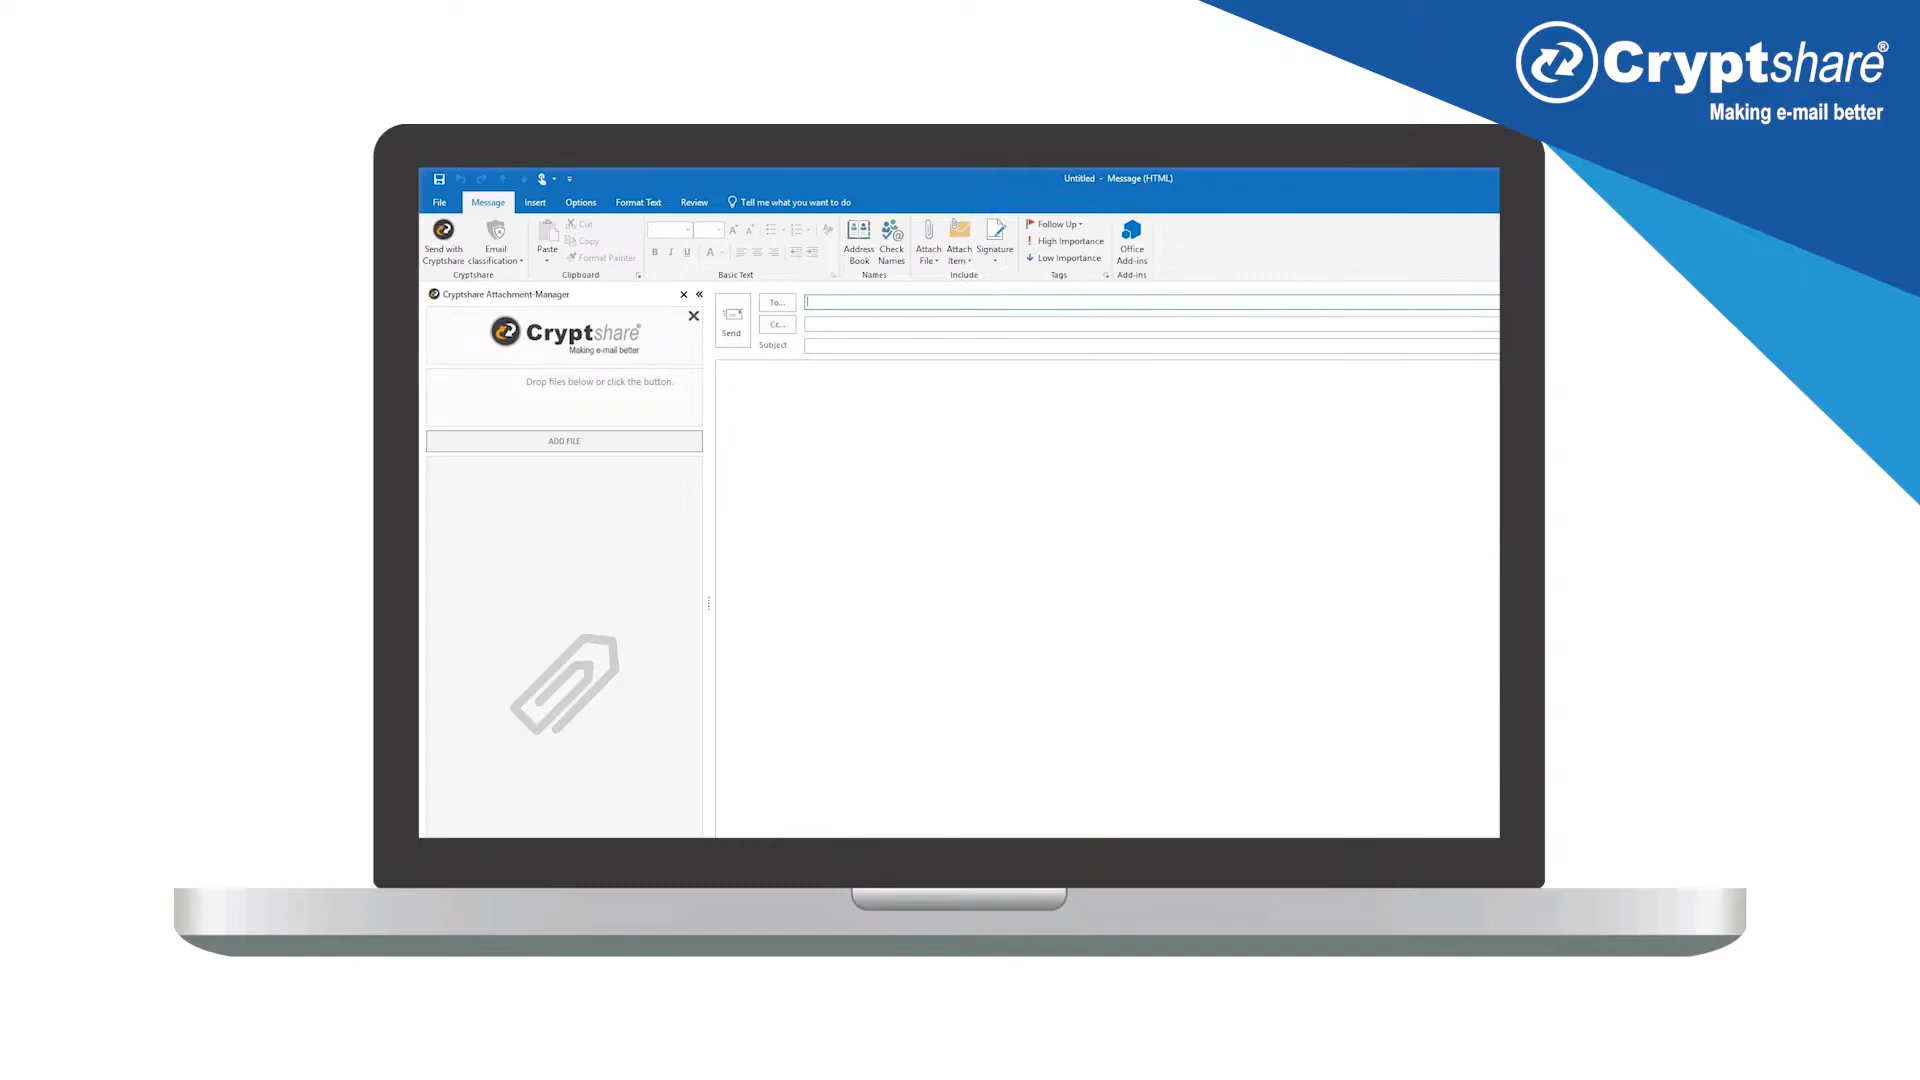 Cryptshare®
Making e-mail better
Untitled - Message (HTML)
File Message Insert Options Format Text Review Tell me what you want to do
Send with Cryptshare
Email classification
Cryptshare
Paste
Cut
Copy
Format Painter
Clipboard
B I U A
Basic Text
Address Book
Check Names
Names
Attach File
Attach Item
Signature
Include
Follow Up
High Importance
Low Importance
Tags
Office Add-ins
Add-ins
Cryptshare Attachment-Manager
Cryptshare®
Making e-mail better
Drop files below or click the button.
ADD FILE
Send
To...
Cc...
Subject